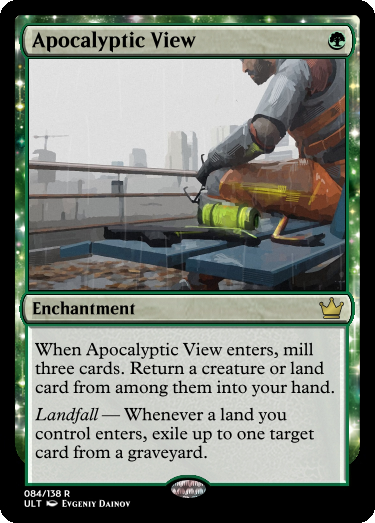 Apocalyptic View
Enchantment
When Apocalyptic View enters, mill
three cards. Return a creature or land
card from among them into your hand.
Landfall — Whenever a land you
control enters, exile up to one target
card from a graveyard.
084/138 R
ULT Evgeniy Dainov